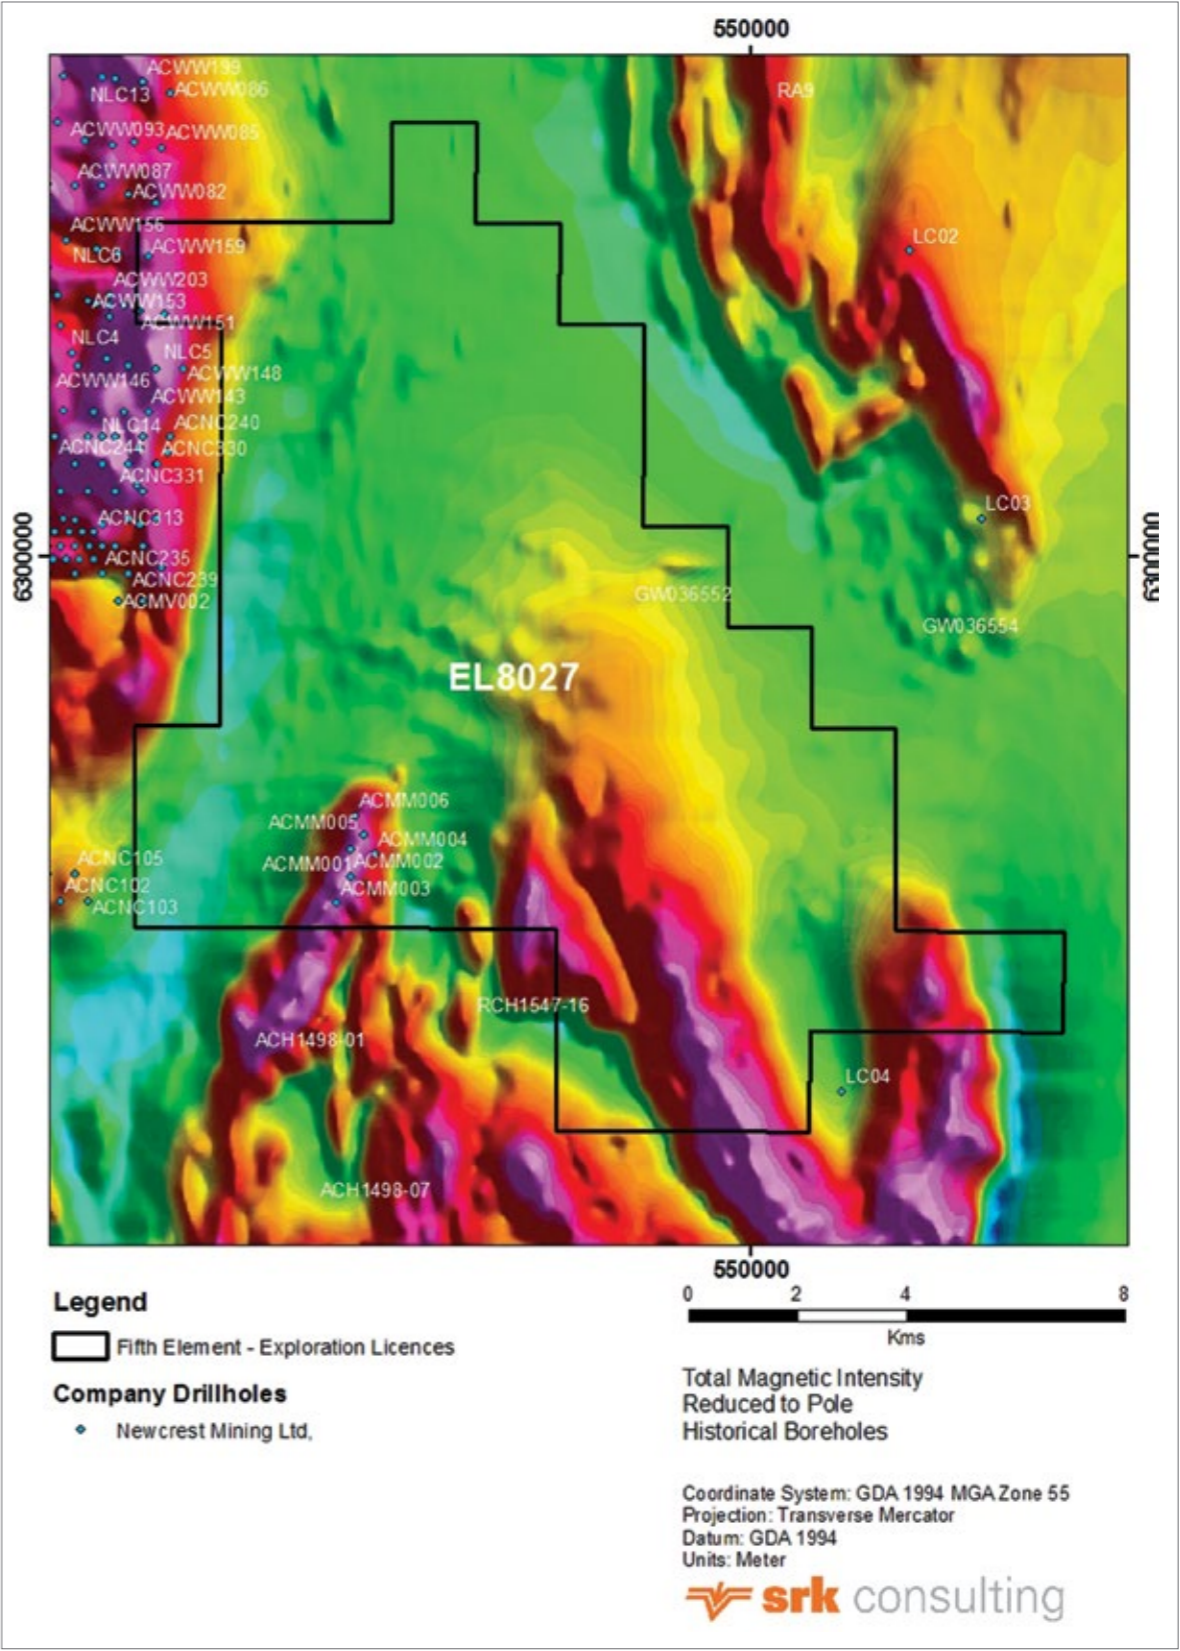 550000
ACWW199
NLC13
ACWW086
RA9
ACWW093
ACWW085
ACWW087
ACWW082
ACWW156
ACWW159
LC02
NLC6
ACWW203
ACWW153
ACWW151
NLC4
NLC5
ACWW146
ACWW148
ACWW143
NLC14
ACNC240
ACNC244
ACNC330
ACNC331
LC03
ACNC313
6300000
6300000
ACNC235
ACNC239
ACMV002
GW036552
GW036554
EL8027
ACMM006
ACMM005
ACMM004
ACMM001
ACMM002
ACMM003
ACNC105
ACNC102
ACNC103
RCH1547-16
ACH1498-01
LC04
ACH1498-07
550000
Legend
Fifth Element - Exploration Licences
Company Drillholes
Newcrest Mining Ltd,
0 2 4 8
Kms
Total Magnetic Intensity
Reduced to Pole
Historical Boreholes
Coordinate System: GDA 1994 MGA Zone 55
Projection: Transverse Mercator
Datum: GDA 1994
Units: Meter
srk consulting